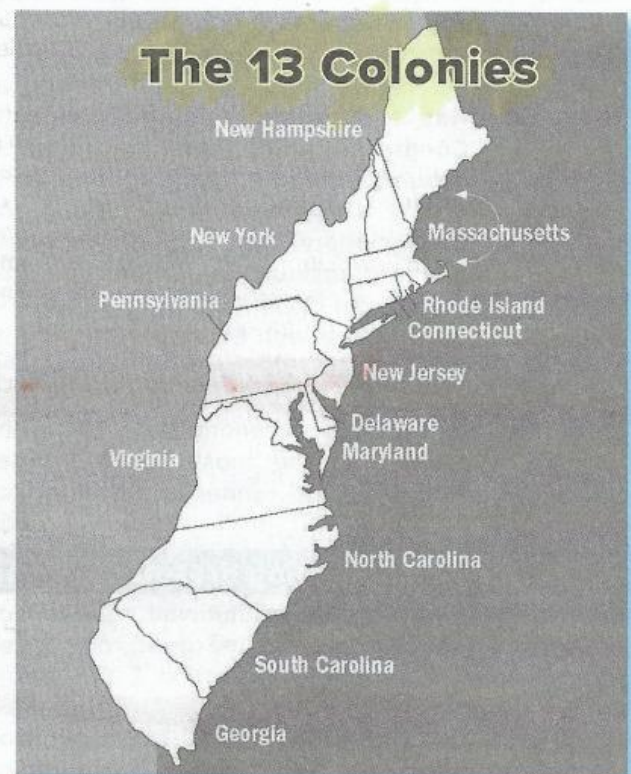 The 13 Colonies
New Hampshire
New York
Massachusetts
Pennsylvania
Rhode Island
Connecticut
New Jersey
Delaware
Virginia
Maryland
North Carolina
South Carolina
Georgia